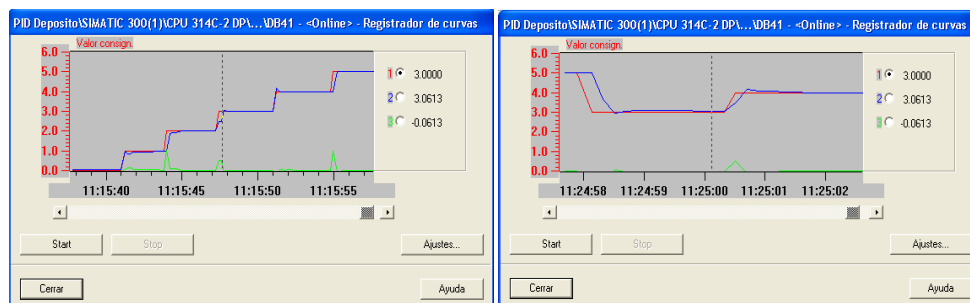 PID Deposito\SIMATIC 300(1)\CPU 314C-2 DP\...\DB41 - <Online> - Registrador de curvas
Valor consign.
6.0
5.0
4.0
3.0
2.0
1.0
0.0
1 3.0000
2 3.0613
3 -0.0613
11:15:40 11:15:45 11:15:50 11:15:55
Start Stop Ajustes...
Cerrar Ayuda
PID Deposito\SIMATIC 300(1)\CPU 314C-2 DP\...\DB41 - <Online> - Registrador de curvas
Valor consign.
6.0
5.0
4.0
3.0
2.0
1.0
0.0
1 3.0000
2 3.0613
3 -0.0613
11:24:58 11:24:59 11:25:00 11:25:01 11:25:02
Start Stop Ajustes...
Cerrar Ayuda